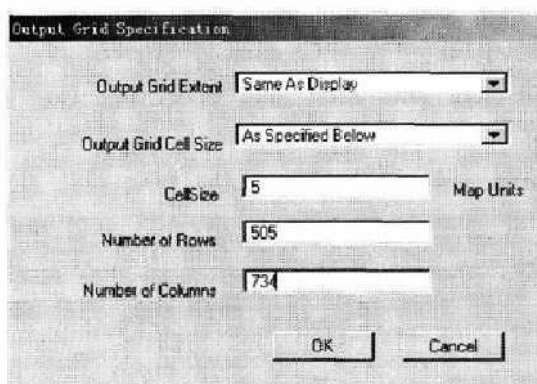 Output Grid Specification
Output Grid Extent Same As Display
Output Grid Cell Size As Specified Below
CellSize 5 Map Units
Number of Rows 505
Number of Columns 734
OK Cancel